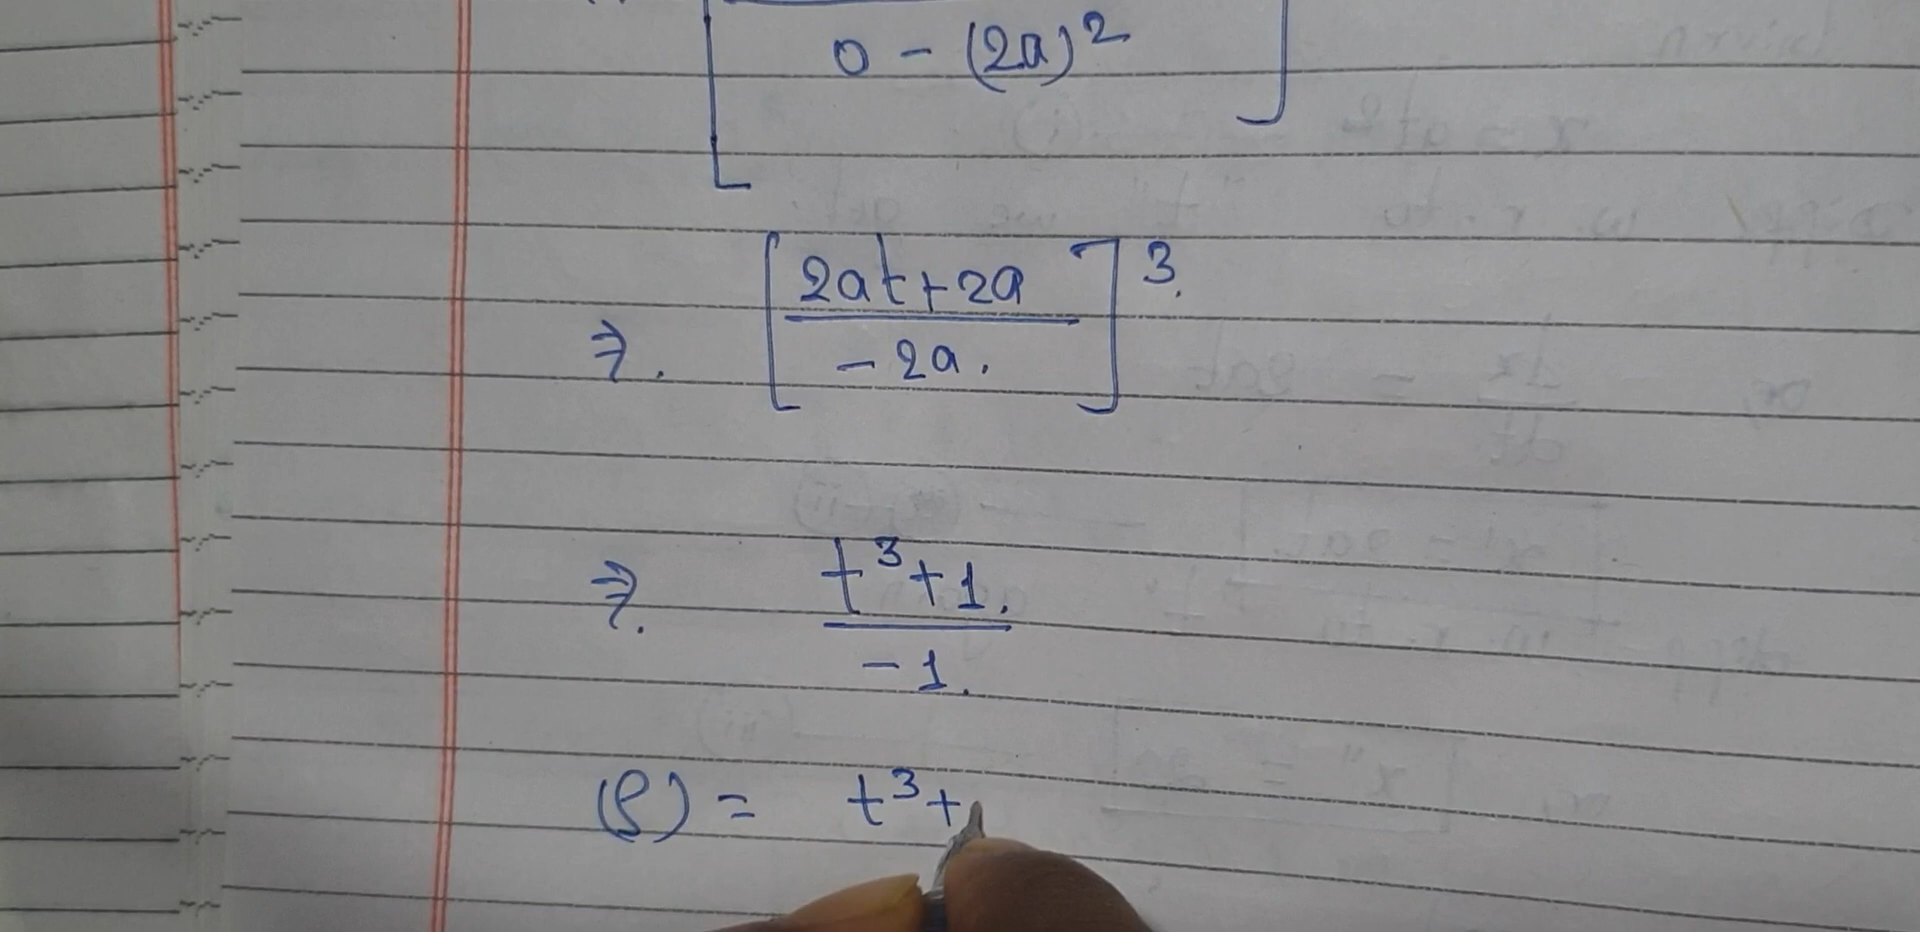 0 - (2a)²
⇒. [ (2at+2a) / (-2a.) ]³.
⇒. (t³+1.) / (-1.)
(ρ) = t³+